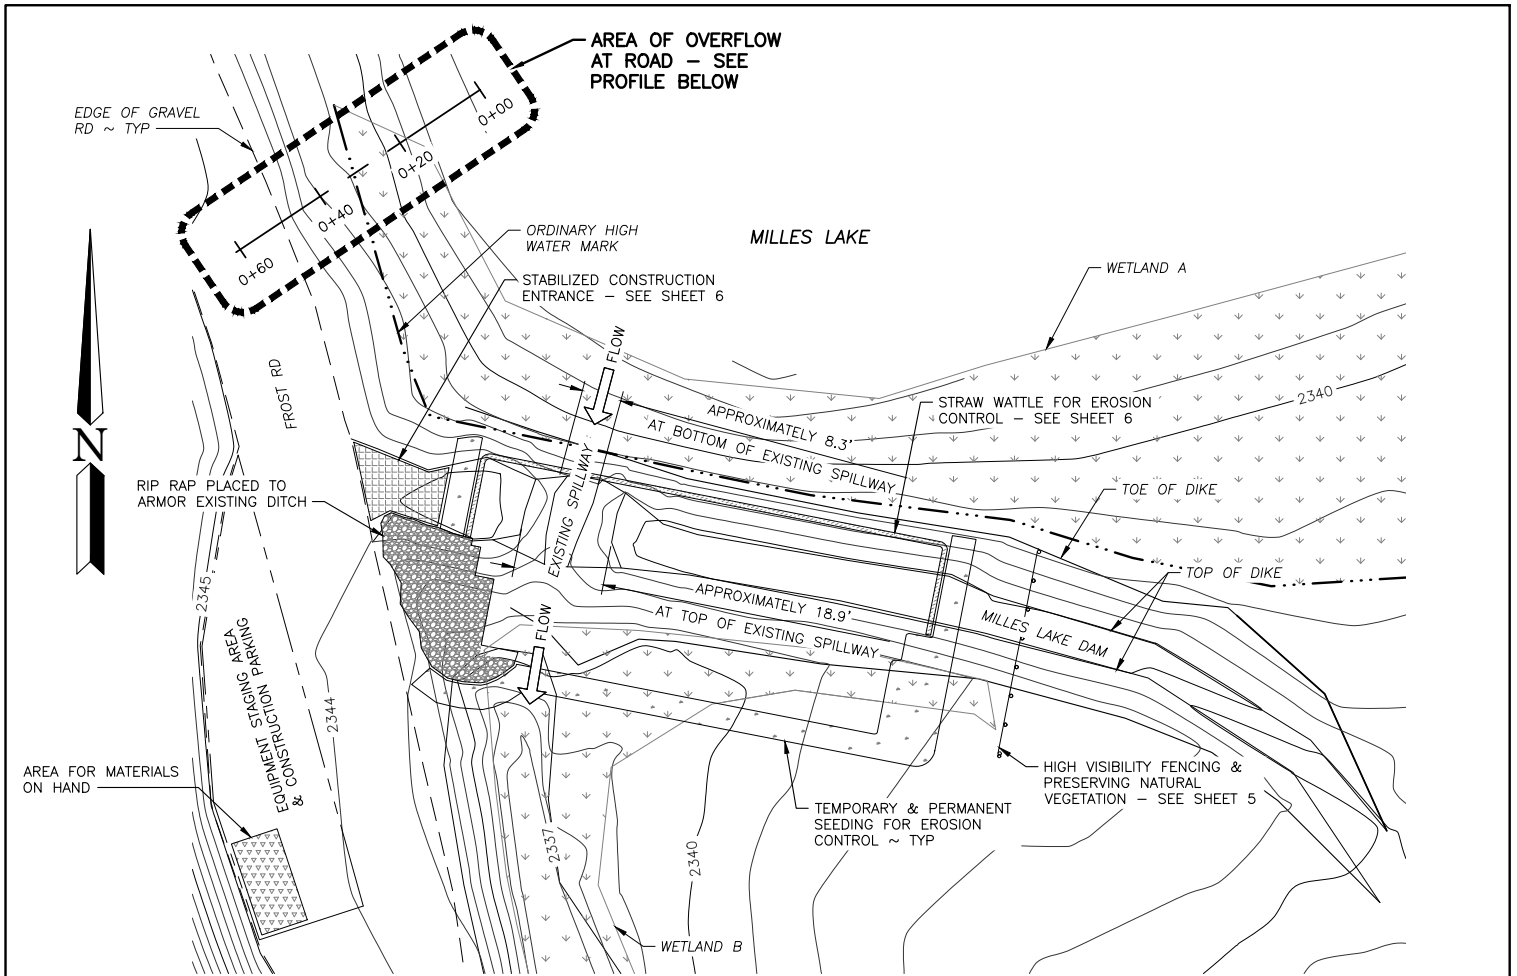 AREA OF OVERFLOW
AT ROAD – SEE
PROFILE BELOW
EDGE OF GRAVEL
RD ~ TYP
0+00
0+20
0+40
0+60
ORDINARY HIGH
WATER MARK
MILLES LAKE
STABILIZED CONSTRUCTION
ENTRANCE – SEE SHEET 6
WETLAND A
FLOW
N
FROST RD
2340
APPROXIMATELY 8.3'
AT BOTTOM OF EXISTING SPILLWAY
STRAW WATTLE FOR EROSION
CONTROL – SEE SHEET 6
RIP RAP PLACED TO
ARMOR EXISTING DITCH
EXISTING SPILLWAY
TOE OF DIKE
TOP OF DIKE
2345
APPROXIMATELY 18.9'
AT TOP OF EXISTING SPILLWAY
MILLES LAKE DAM
FLOW
EQUIPMENT STAGING AREA
& CONSTRUCTION PARKING
2344
AREA FOR MATERIALS
ON HAND
HIGH VISIBILITY FENCING &
PRESERVING NATURAL
VEGETATION – SEE SHEET 5
TEMPORARY & PERMANENT
SEEDING FOR EROSION
CONTROL ~ TYP
2337
2340
WETLAND B